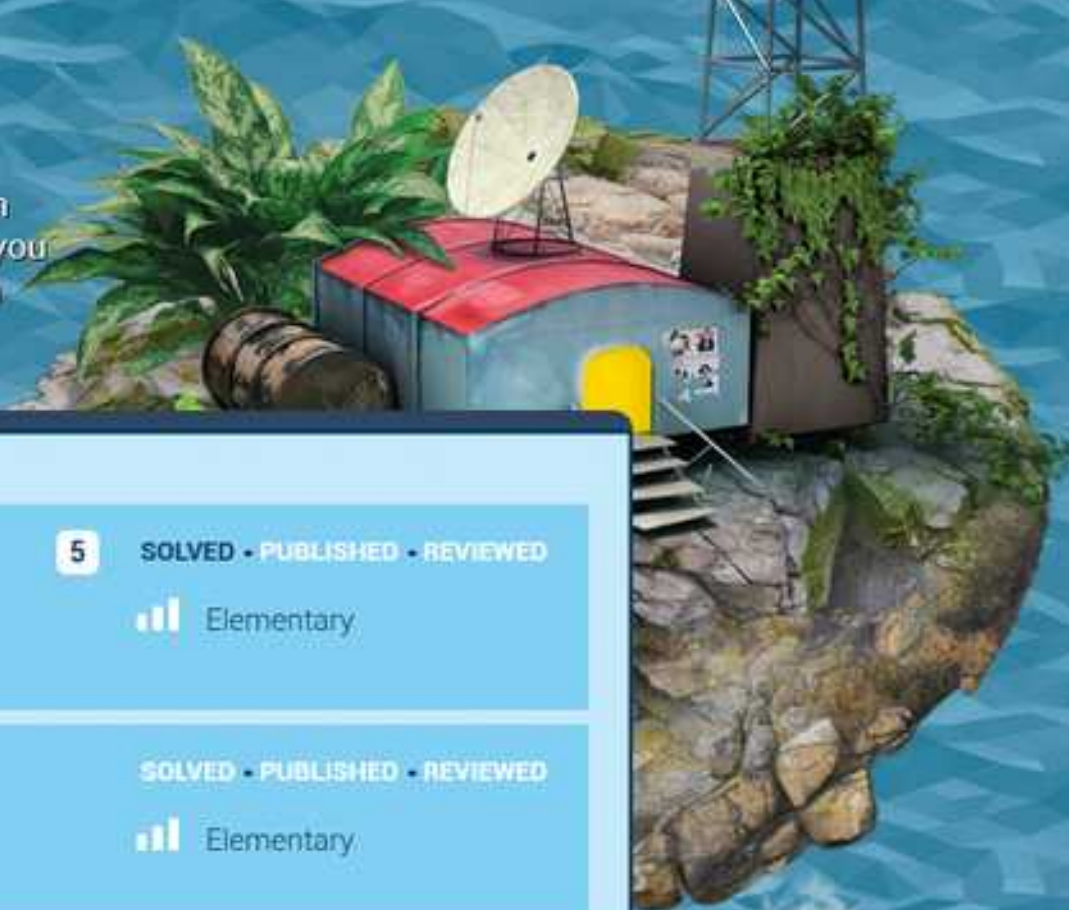 you
5 SOLVED • PUBLISHED • REVIEWED
Elementary
SOLVED • PUBLISHED • REVIEWED
Elementary